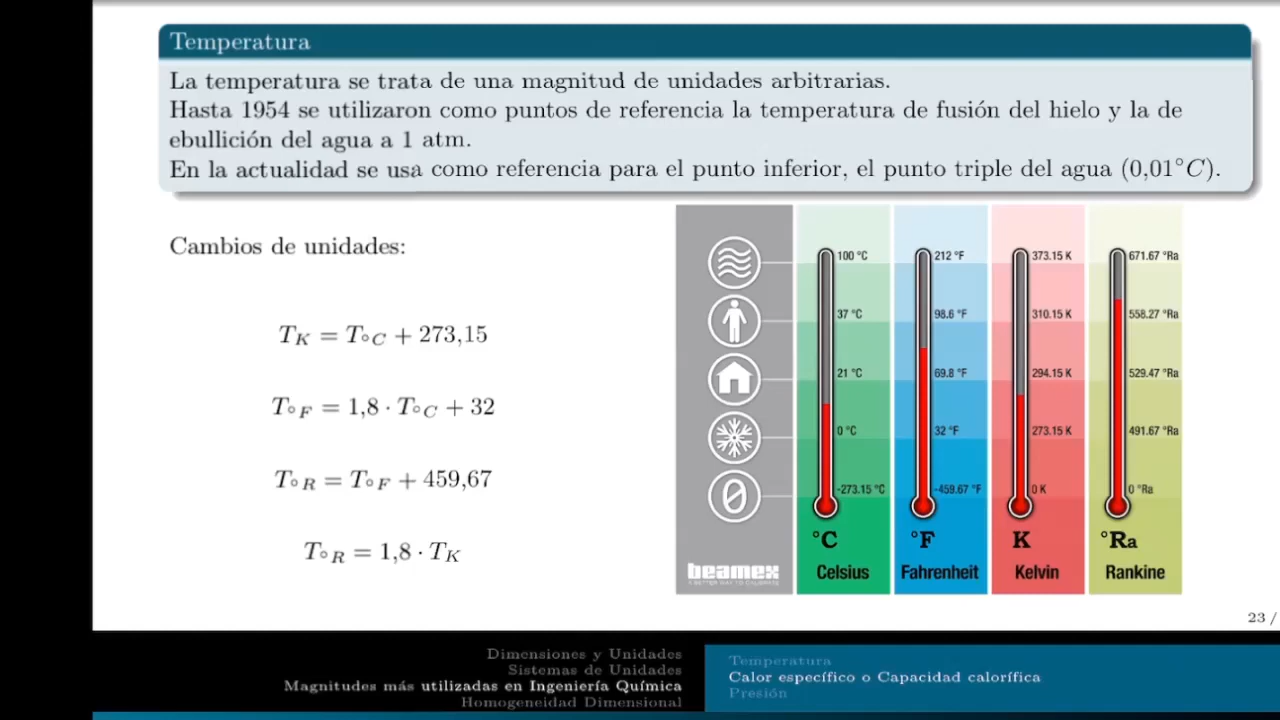 Temperatura
La temperatura se trata de una magnitud de unidades arbitrarias.
Hasta 1954 se utilizaron como puntos de referencia la temperatura de fusión del hielo y la de
ebullición del agua a 1 atm.
En la actualidad se usa como referencia para el punto inferior, el punto triple del agua (0,01°C).
Cambios de unidades:
T_K = T_°C + 273,15
T_°F = 1,8 · T_°C + 32
T_°R = T_°F + 459,67
T_°R = 1,8 · T_K
100 °C 212 °F 373.15 K 671.67 °Ra
37 °C 98.6 °F 310.15 K 558.27 °Ra
21 °C 69.8 °F 294.15 K 529.47 °Ra
0 °C 32 °F 273.15 K 491.67 °Ra
0 -273.15 °C -459.67 °F 0 K 0 °Ra
°C °F K °Ra
beamex Celsius Fahrenheit Kelvin Rankine
A BETTER WAY TO CALIBRATE
23 /
Dimensiones y Unidades
Sistemas de Unidades
Magnitudes más utilizadas en Ingeniería Química
Homogeneidad Dimensional
Temperatura
Calor específico o Capacidad calorífica
Presión